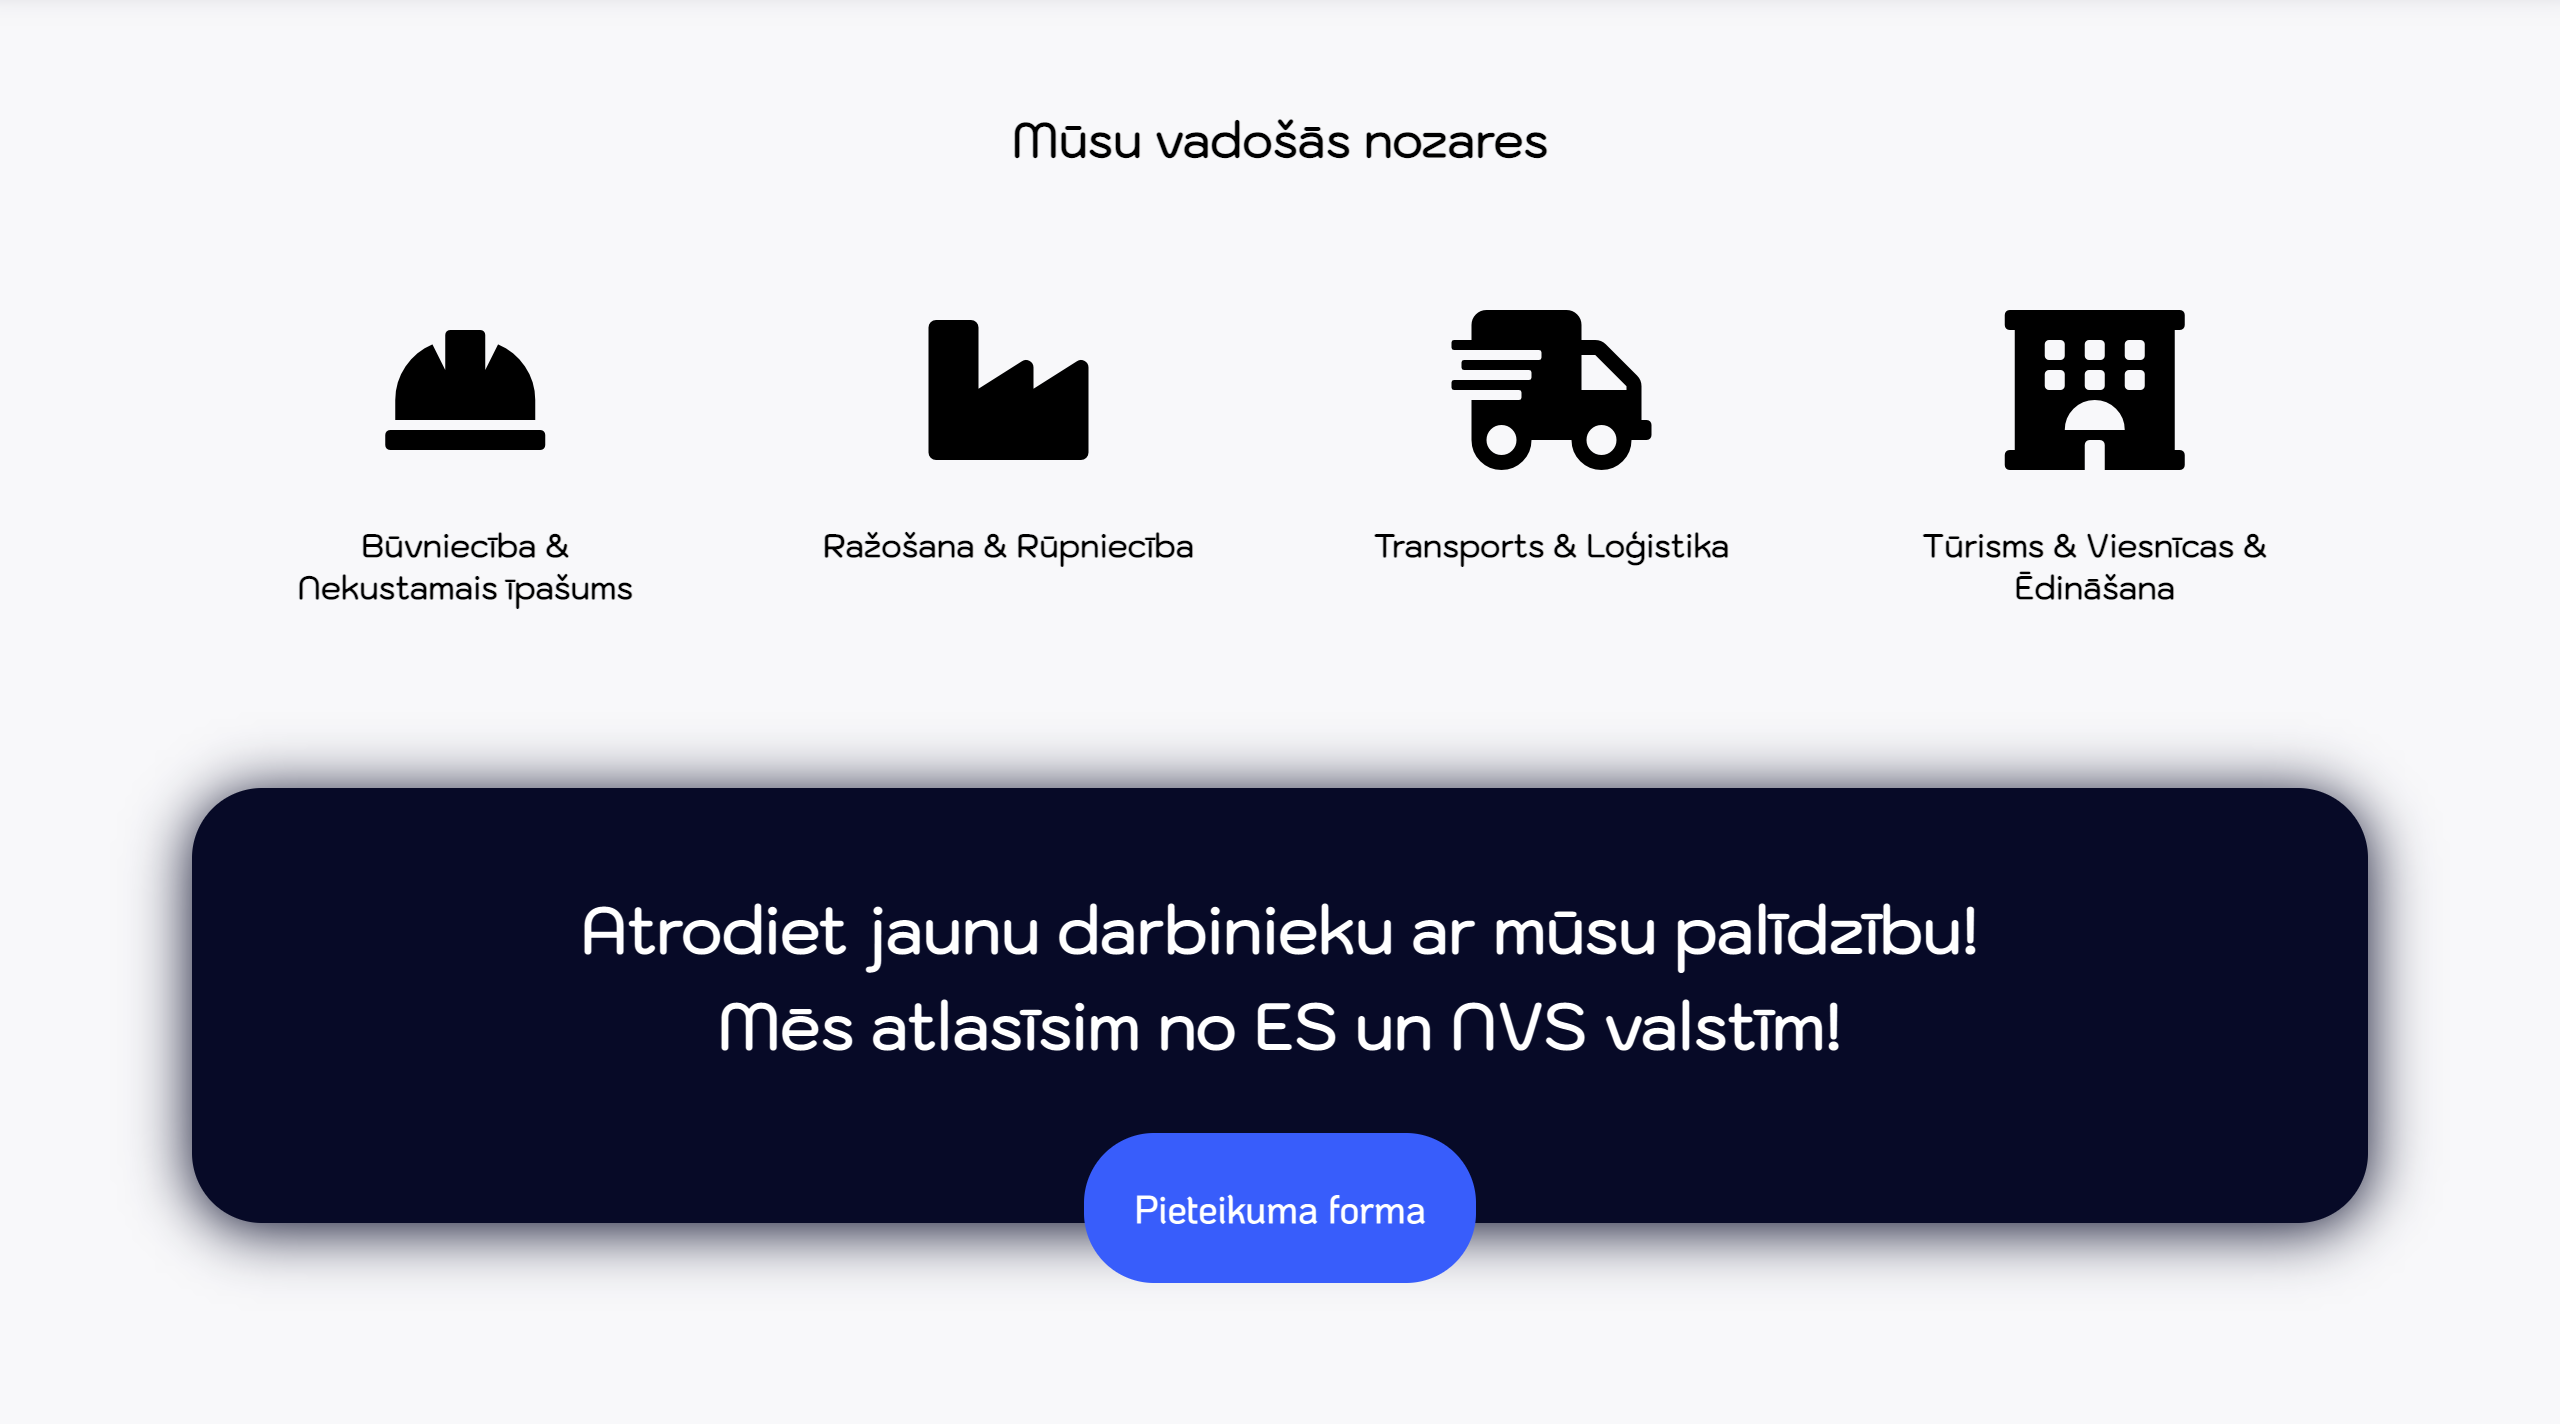 Mūsu vadošās nozares
Būvniecība &
Nekustamais īpašums
Ražošana & Rūpniecība
Transports & Loģistika
Tūrisms & Viesnīcas &
Ēdināšana
Atrodiet jaunu darbinieku ar mūsu palīdzību!
Mēs atlasīsim no ES un NVS valstīm!
Pieteikuma forma